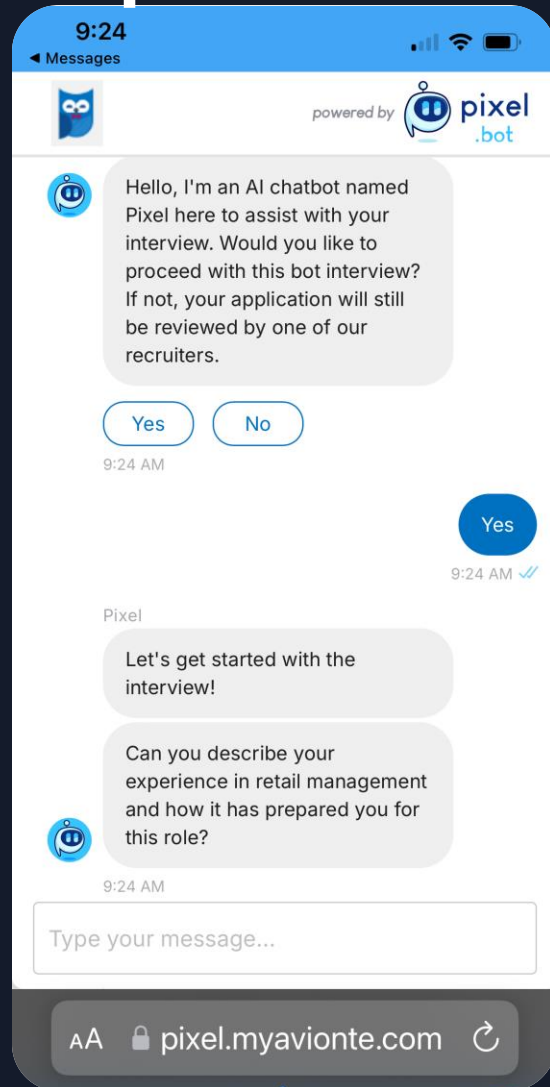 9:24
◀ Messages
powered by pixel
.bot
Hello, I'm an AI chatbot named
Pixel here to assist with your
interview. Would you like to
proceed with this bot interview?
If not, your application will still
be reviewed by one of our
recruiters.
Yes No
9:24 AM
Yes
9:24 AM
Pixel
Let's get started with the
interview!
Can you describe your
experience in retail management
and how it has prepared you for
this role?
9:24 AM
Type your message...
AA pixel.myavionte.com